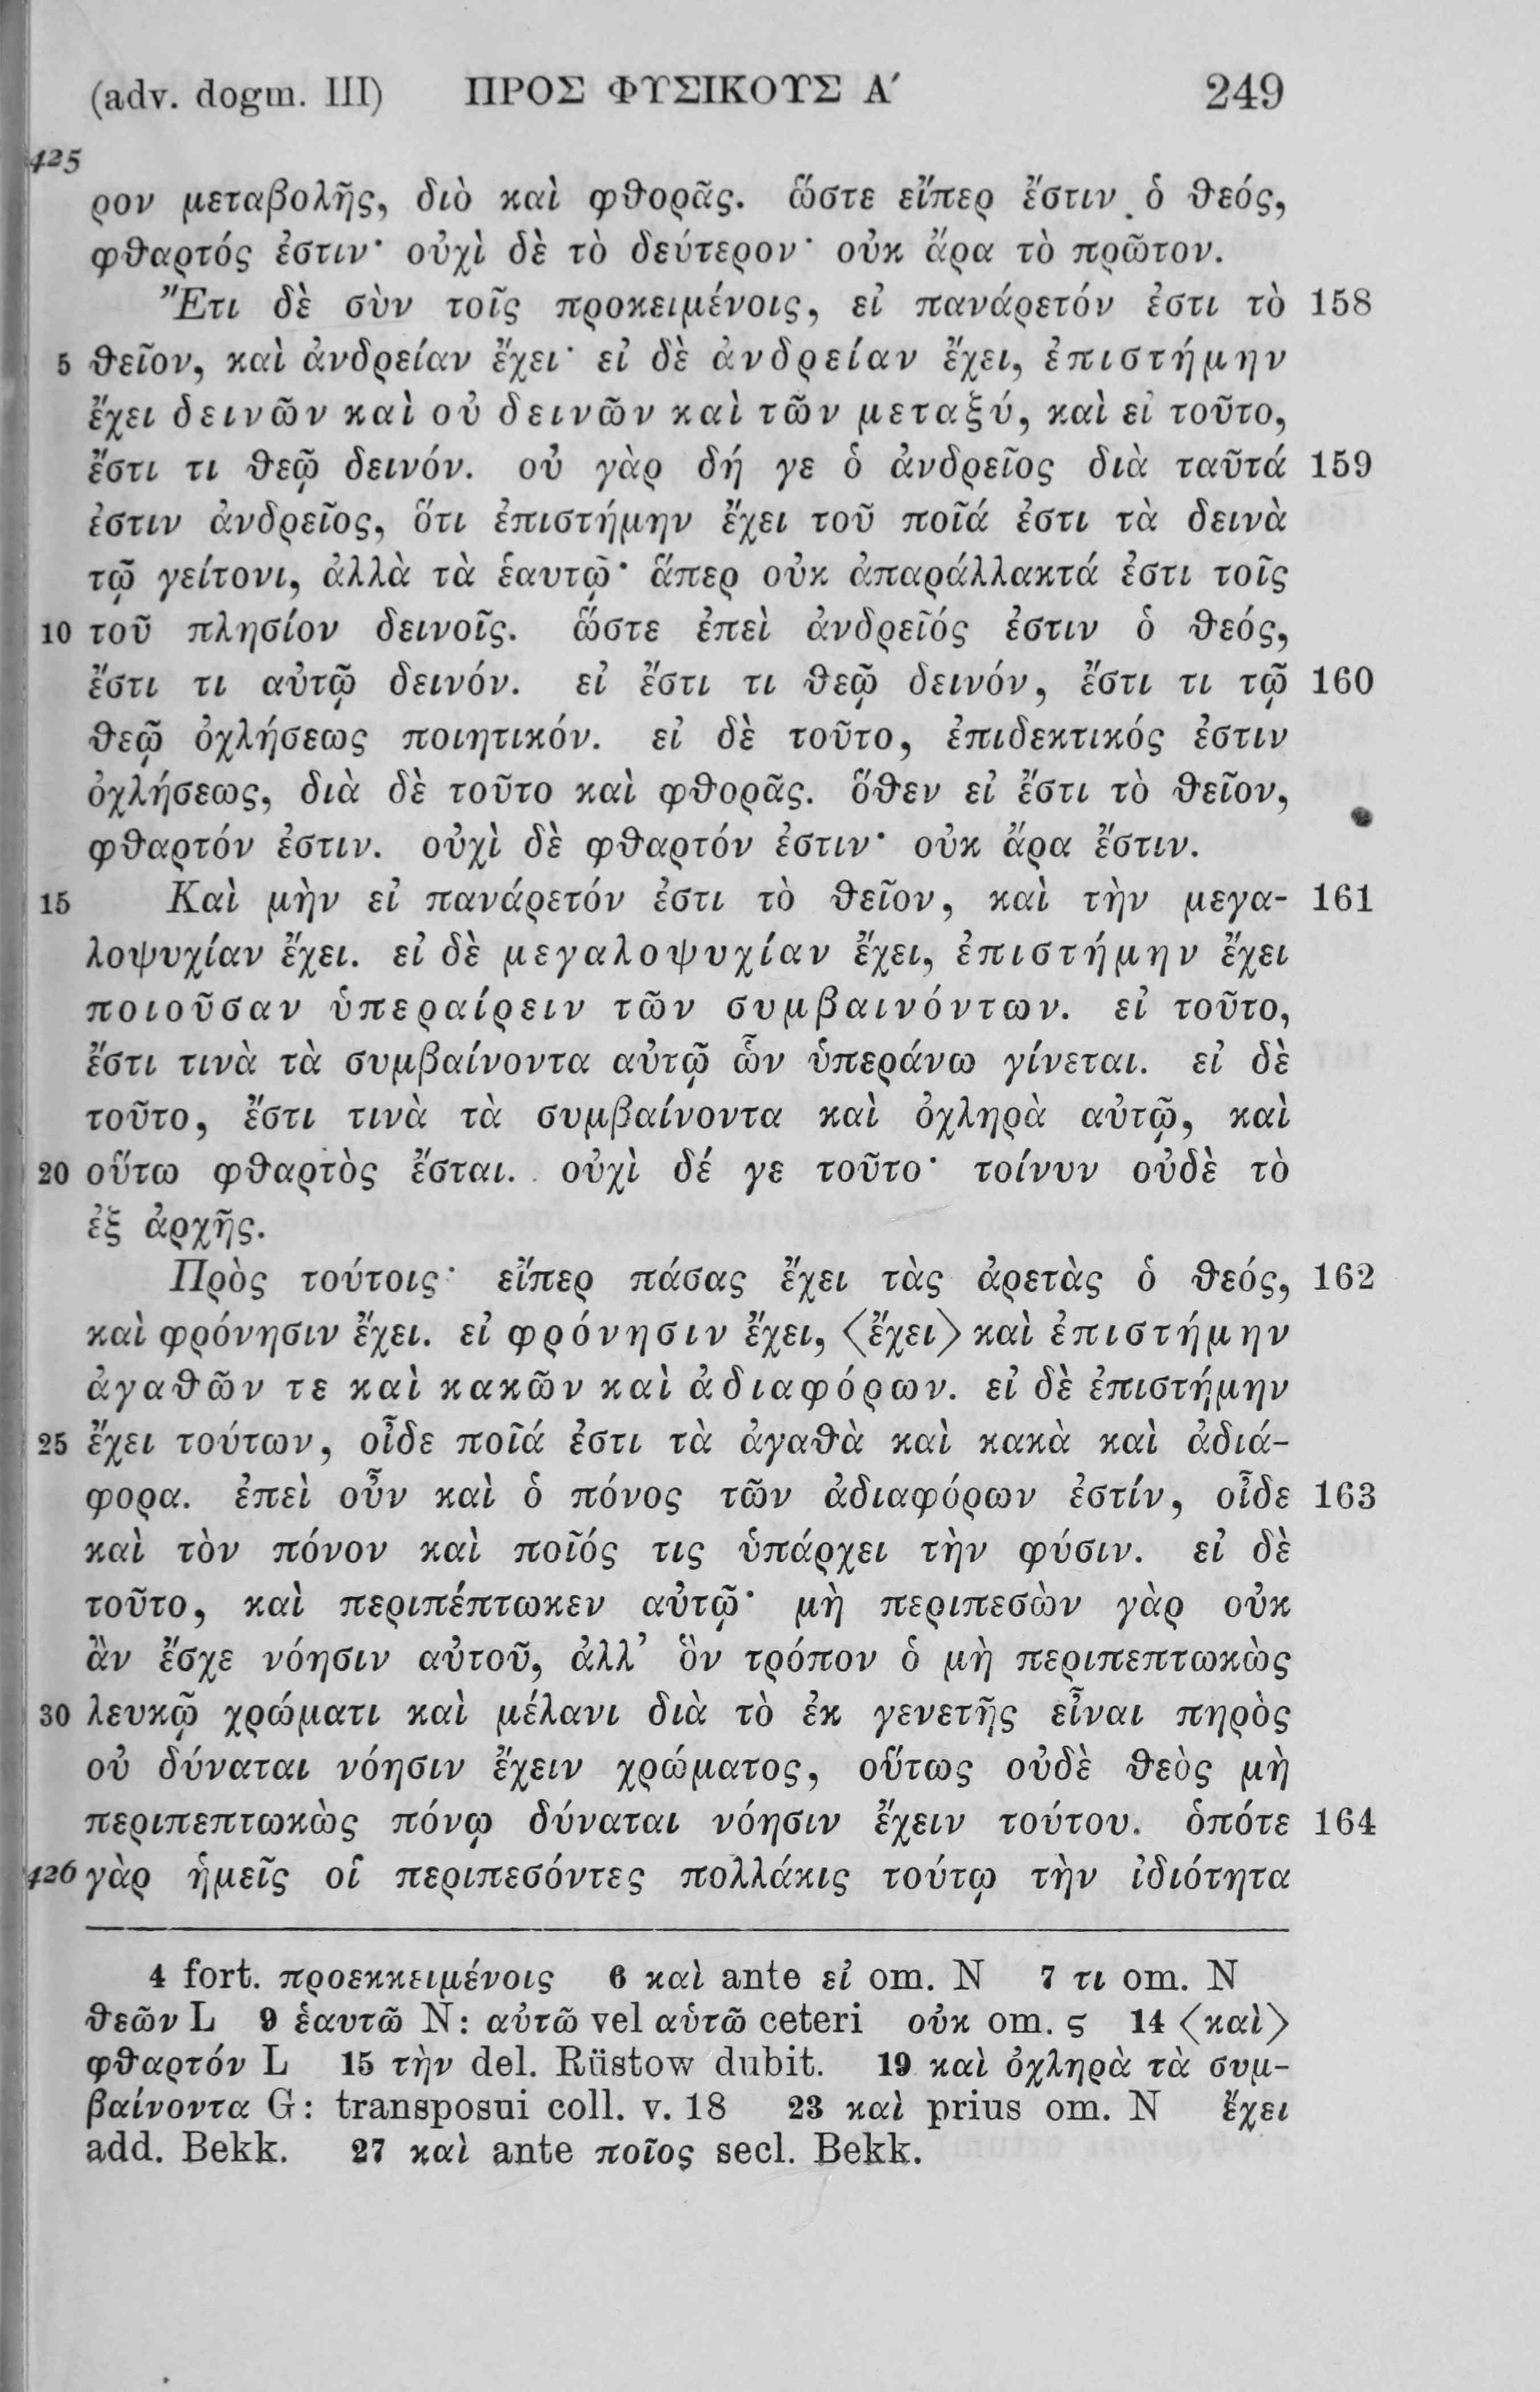 (adv. dogm. III) ΠΡΟΣ ΦΥΣΙΚΟΥΣ Α´ 249
425
ρον μεταβολῆς, διὸ καὶ φθορᾶς. ὥστε εἴπερ ἔστιν ὁ θεός,
φθαρτός ἐστιν· οὐχὶ δὲ τὸ δεύτερον· οὐκ ἄρα τὸ πρῶτον.
Ἔτι δὲ σὺν τοῖς προκειμένοις, εἰ πανάρετόν ἐστι τὸ 158
5 θεῖον, καὶ ἀνδρείαν ἔχει· εἰ δὲ ἀνδρείαν ἔχει, ἐπιστήμην
ἔχει δεινῶν καὶ οὐ δεινῶν καὶ τῶν μεταξύ, καὶ εἰ τοῦτο,
ἔστι τι θεῷ δεινόν. οὐ γὰρ δή γε ὁ ἀνδρεῖος διὰ ταῦτά 159
ἐστιν ἀνδρεῖος, ὅτι ἐπιστήμην ἔχει τοῦ ποῖά ἐστι τὰ δεινὰ
τῷ γείτονι, ἀλλὰ τὰ ἑαυτῷ· ἅπερ οὐκ ἀπαράλλακτά ἐστι τοῖς
10 τοῦ πλησίον δεινοῖς. ὥστε ἐπεὶ ἀνδρεῖός ἐστιν ὁ θεός,
ἔστι τι αὐτῷ δεινόν. εἰ ἔστι τι θεῷ δεινόν, ἔστι τι τῷ 160
θεῷ ὀχλήσεως ποιητικόν. εἰ δὲ τοῦτο, ἐπιδεκτικός ἐστιν
ὀχλήσεως, διὰ δὲ τοῦτο καὶ φθορᾶς. ὅθεν εἰ ἔστι τὸ θεῖον,
φθαρτόν ἐστιν. οὐχὶ δὲ φθαρτόν ἐστιν· οὐκ ἄρα ἔστιν.
15 Καὶ μὴν εἰ πανάρετόν ἐστι τὸ θεῖον, καὶ τὴν μεγα- 161
λοψυχίαν ἔχει. εἰ δὲ μεγαλοψυχίαν ἔχει, ἐπιστήμην ἔχει
ποιοῦσαν ὑπεραίρειν τῶν συμβαινόντων. εἰ τοῦτο,
ἔστι τινὰ τὰ συμβαίνοντα αὐτῷ ὧν ὑπεράνω γίνεται. εἰ δὲ
τοῦτο, ἔστι τινὰ τὰ συμβαίνοντα καὶ ὀχληρὰ αὐτῷ, καὶ
20 οὕτω φθαρτὸς ἔσται. οὐχὶ δέ γε τοῦτο· τοίνυν οὐδὲ τὸ
ἐξ ἀρχῆς.
Πρὸς τούτοις· εἴπερ πάσας ἔχει τὰς ἀρετὰς ὁ θεός, 162
καὶ φρόνησιν ἔχει. εἰ φρόνησιν ἔχει, ⟨ἔχει⟩ καὶ ἐπιστήμην
ἀγαθῶν τε καὶ κακῶν καὶ ἀδιαφόρων. εἰ δὲ ἐπιστήμην
25 ἔχει τούτων, οἶδε ποῖά ἐστι τὰ ἀγαθὰ καὶ κακὰ καὶ ἀδιά-
φορα. ἐπεὶ οὖν καὶ ὁ πόνος τῶν ἀδιαφόρων ἐστίν, οἶδε 163
καὶ τὸν πόνον καὶ ποῖός τις ὑπάρχει τὴν φύσιν. εἰ δὲ
τοῦτο, καὶ περιπέπτωκεν αὐτῷ· μὴ περιπεσὼν γὰρ οὐκ
ἂν ἔσχε νόησιν αὐτοῦ, ἀλλ’ ὃν τρόπον ὁ μὴ περιπεπτωκὼς
30 λευκῷ χρώματι καὶ μέλανι διὰ τὸ ἐκ γενετῆς εἶναι πηρὸς
οὐ δύναται νόησιν ἔχειν χρώματος, οὕτως οὐδὲ θεὸς μὴ
περιπεπτωκὼς πόνῳ δύναται νόησιν ἔχειν τούτου. ὁπότε 164
426 γὰρ ἡμεῖς οἱ περιπεσόντες πολλάκις τούτῳ τὴν ἰδιότητα
4 fort. προεκκειμένοις 6 καὶ ante εἰ om. N 7 τι om. N
θεῶν L 9 ἑαυτῶ N: αὐτῶ vel αὑτῶ ceteri οὐκ om. ς 14 ⟨καὶ⟩
φθαρτόν L 15 τὴν del. Rüstow dubit. 19 καὶ ὀχληρὰ τὰ συμ-
βαίνοντα G: transposui coll. v. 18 23 καὶ prius om. N ἔχει
add. Bekk. 27 καὶ ante ποῖος secl. Bekk.